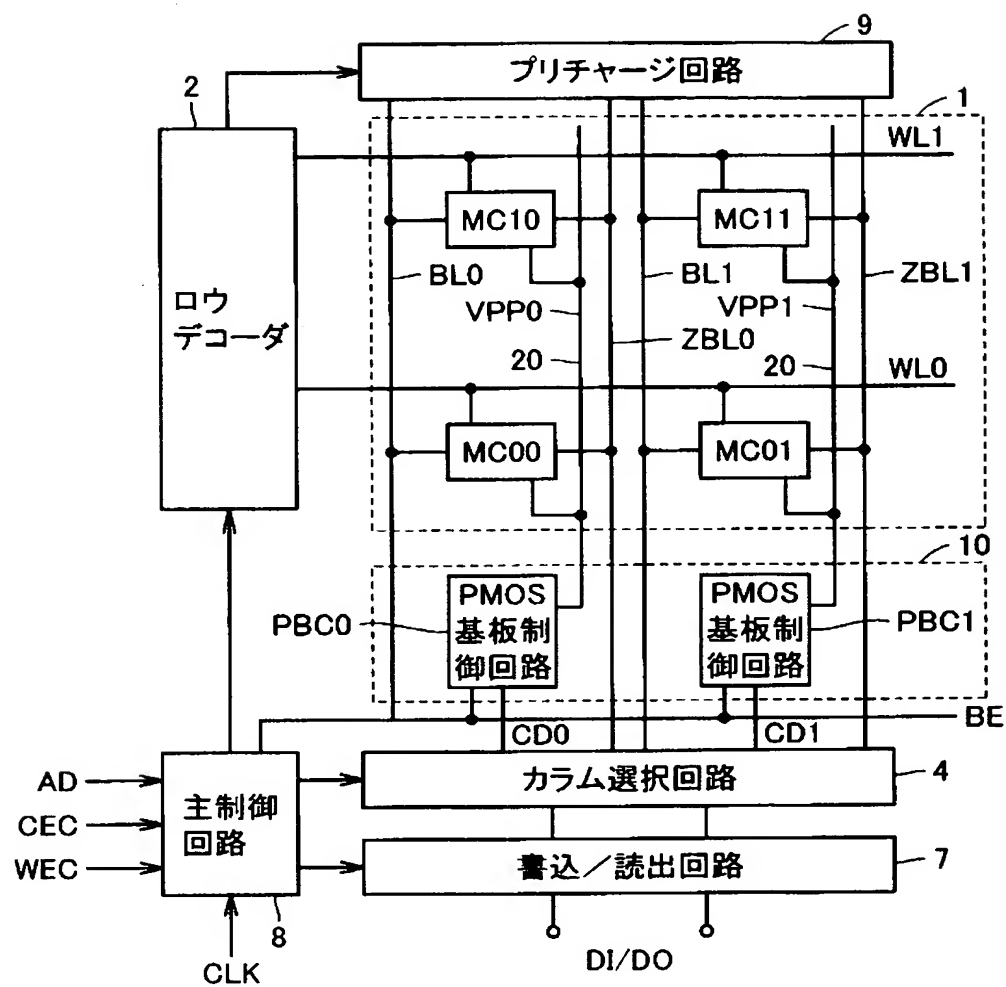 9
プリチャージ回路
2
1
WL1
MC10
MC11
BL0
BL1
ZBL1
ロウ
デコーダ
VPP0
VPP1
ZBL0
20
20
WL0
MC00
MC01
10
PMOS
基板制
御回路
PMOS
基板制
御回路
PBC0
PBC1
BE
CD0
CD1
AD
CEC
WEC
主制御
回路
カラム選択回路
4
書込／読出回路
7
8
CLK
DI/DO